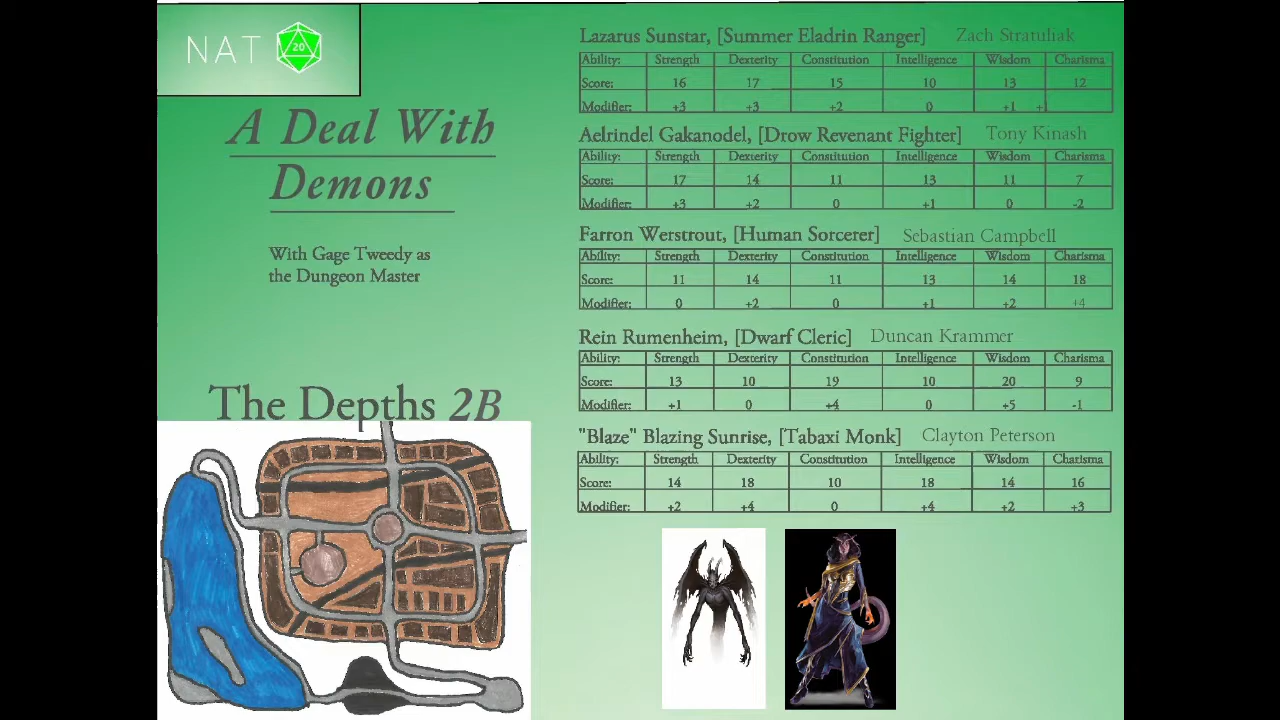 NAT 20
A Deal With
Demons
With Gage Tweedy as
the Dungeon Master
The Depths 2B
Lazarus Sunstar, [Summer Eladrin Ranger] Zach Stratuliak
Ability: Strength Dexterity Constitution Intelligence Wisdom Charisma
Score: 16 17 15 10 13 12
Modifier: +3 +3 +2 0 +1 +1
Aelrindel Gakanodel, [Drow Revenant Fighter] Tony Kinash
Ability: Strength Dexterity Constitution Intelligence Wisdom Charisma
Score: 17 14 11 13 11 7
Modifier: +3 +2 0 +1 0 -2
Farron Werstrout, [Human Sorcerer] Sebastian Campbell
Ability: Strength Dexterity Constitution Intelligence Wisdom Charisma
Score: 11 14 11 13 14 18
Modifier: 0 +2 0 +1 +2 +4
Rein Rumenheim, [Dwarf Cleric] Duncan Krammer
Ability: Strength Dexterity Constitution Intelligence Wisdom Charisma
Score: 13 10 19 10 20 9
Modifier: +1 0 +4 0 +5 -1
"Blaze" Blazing Sunrise, [Tabaxi Monk] Clayton Peterson
Ability: Strength Dexterity Constitution Intelligence Wisdom Charisma
Score: 14 18 10 18 14 16
Modifier: +2 +4 0 +4 +2 +3